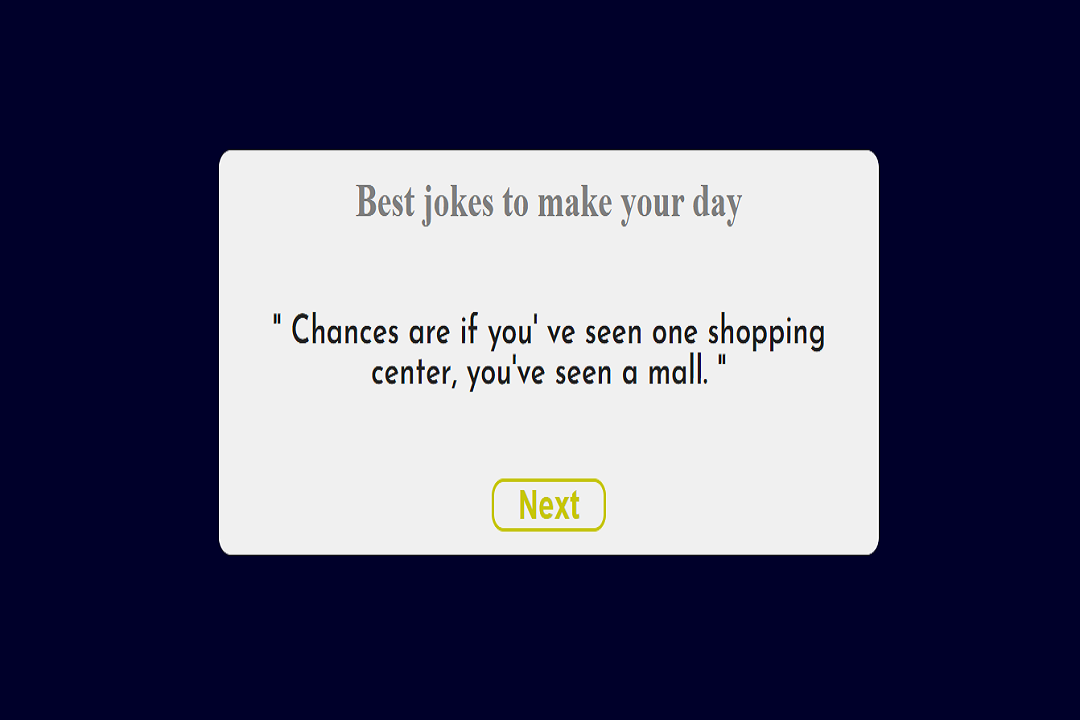 Best jokes to make your day
" Chances are if you' ve seen one shopping
center, you've seen a mall. "
Next